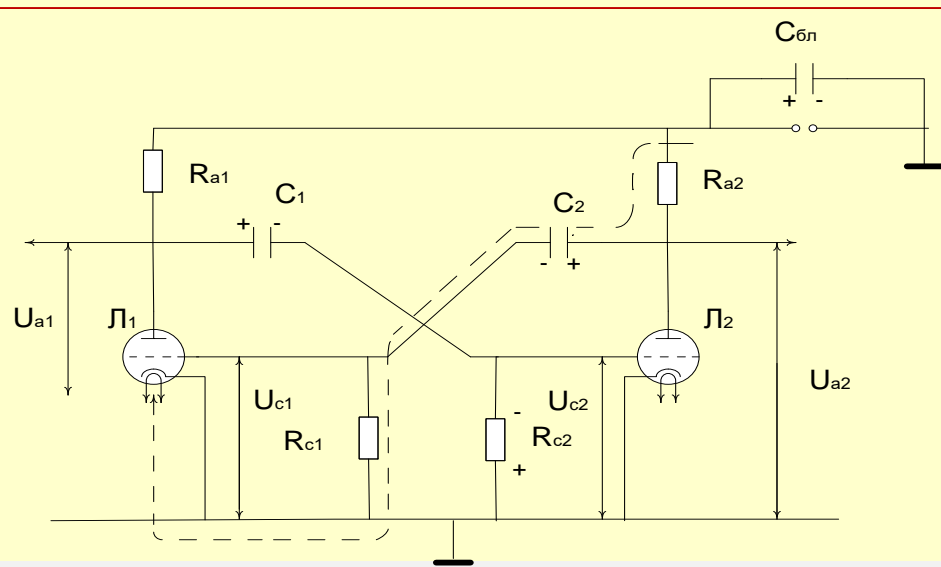 Cбл
+ -
Ra1
C1
+ -
C2
- +
Ra2
Ua1
Л1
Л2
Ua2
Uc1
Rc1
Uc2
-
Rc2
+